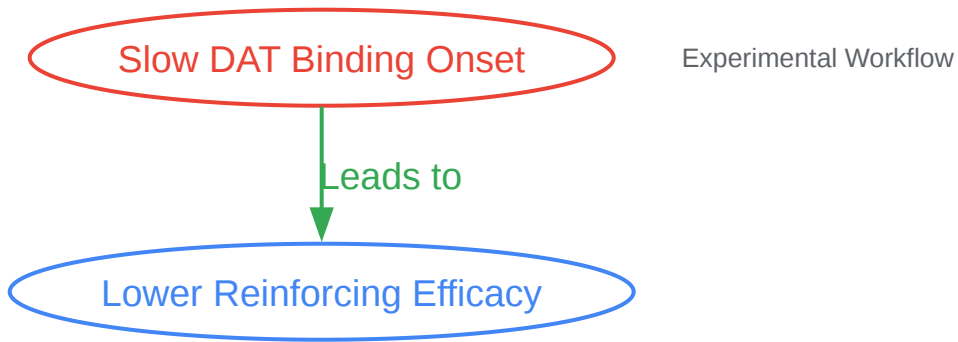 Slow DAT Binding Onset
Experimental Workflow
Leads to
Lower Reinforcing Efficacy